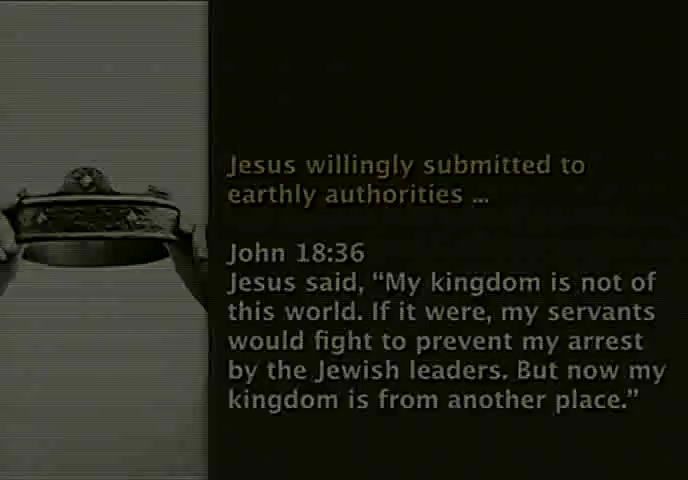 Jesus willingly submitted to
earthly authorities ...
John 18:36
Jesus said, “My kingdom is not of
this world. If it were, my servants
would fight to prevent my arrest
by the Jewish leaders. But now my
kingdom is from another place.”